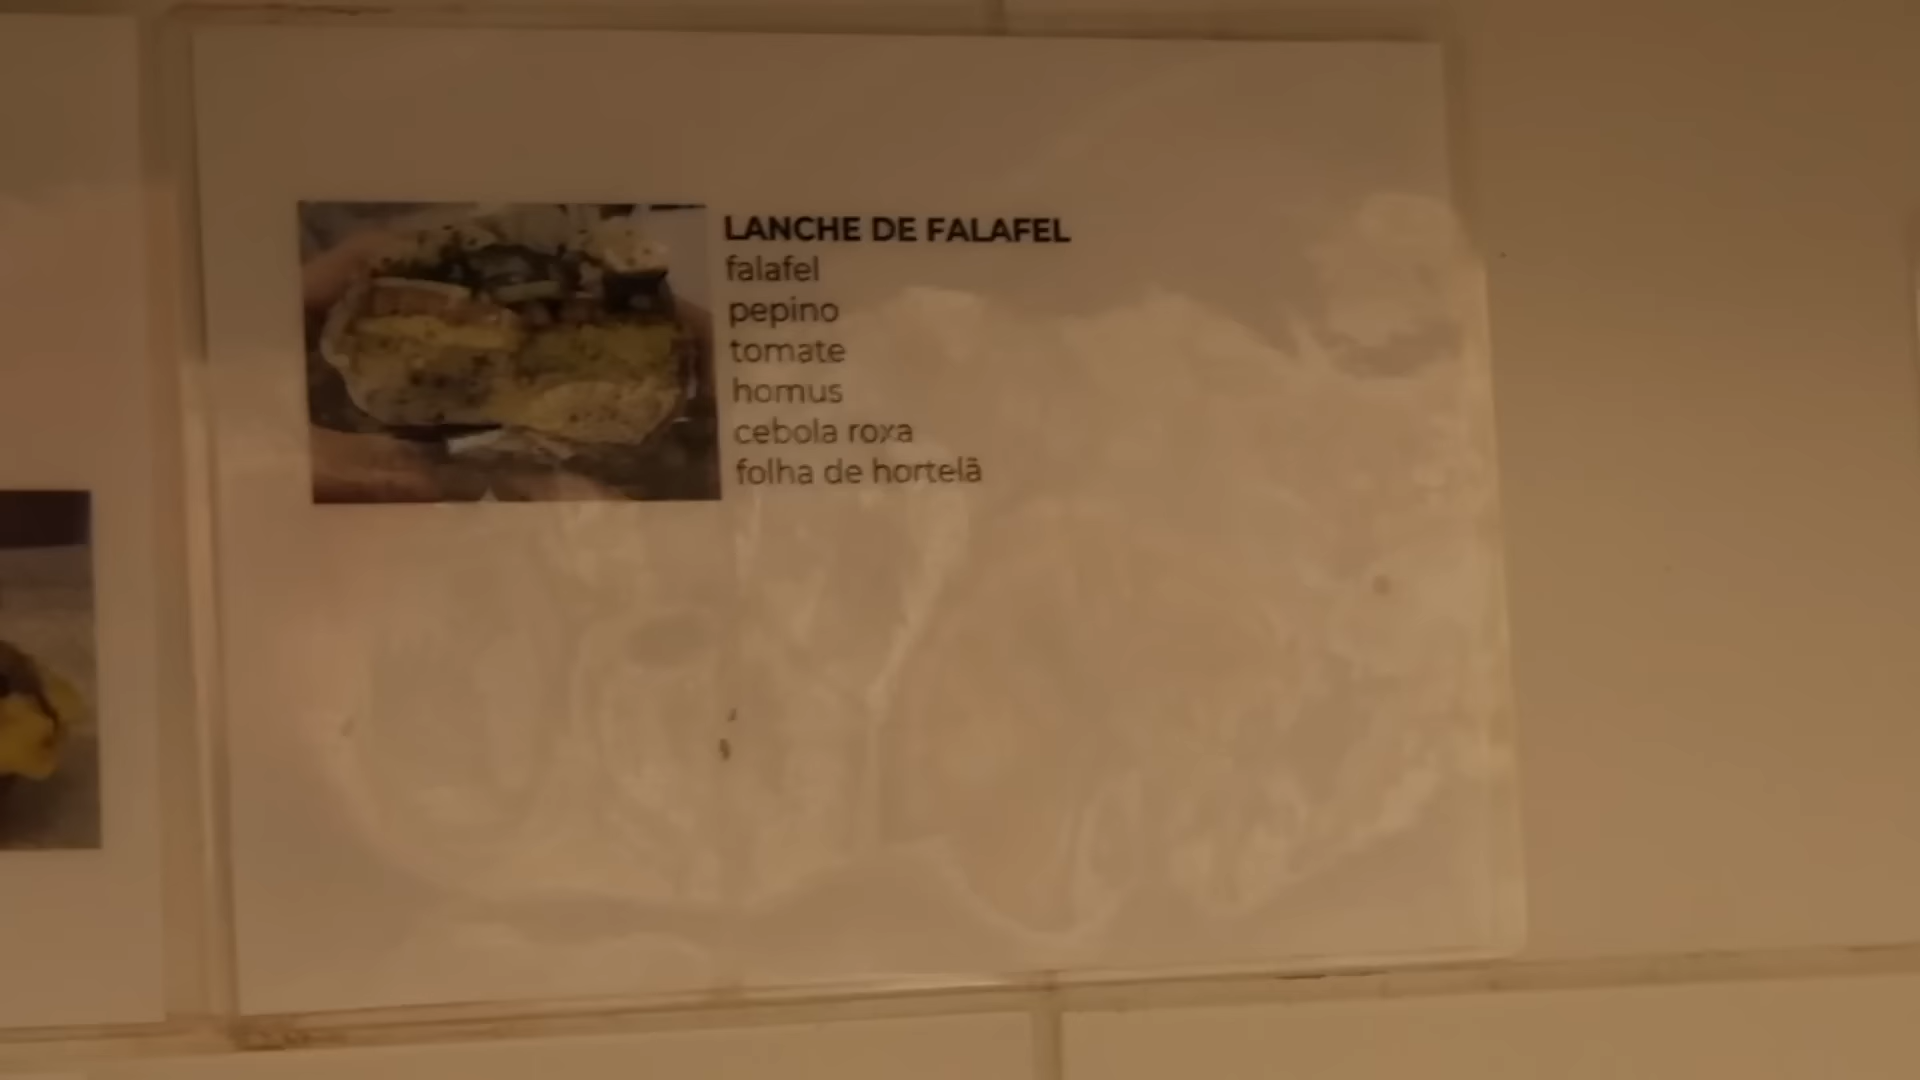 LANCHE DE FALAFEL
falafel
pepino
tomate
homus
cebola roxa
folha de hortelã